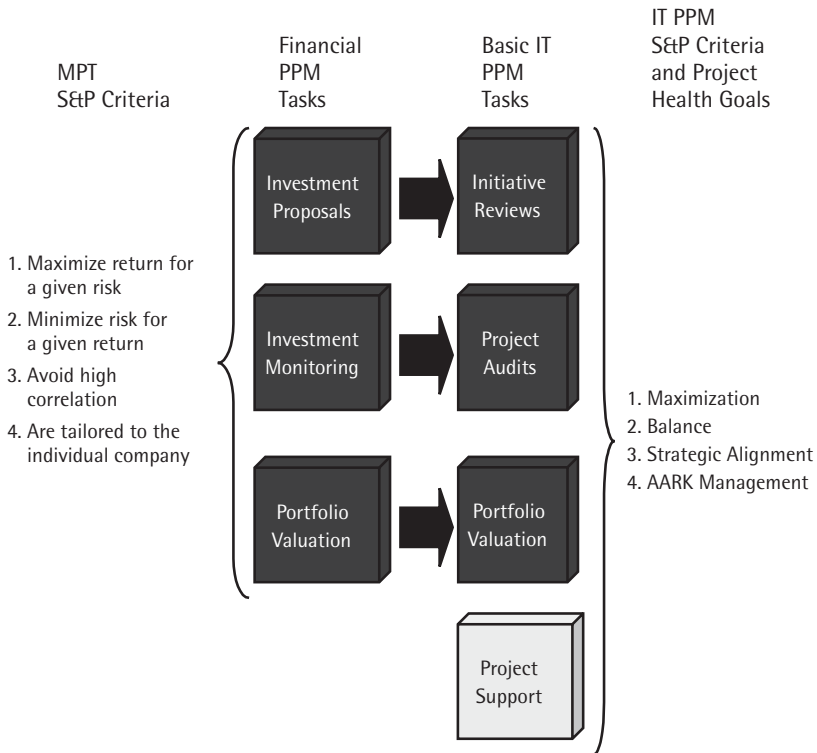 MPT
S&P Criteria
Financial
PPM
Tasks
Basic IT
PPM
Tasks
IT PPM
S&P Criteria
and Project
Health Goals
1. Maximize return for
a given risk
2. Minimize risk for
a given return
3. Avoid high
correlation
4. Are tailored to the
individual company
Investment
Proposals
Initiative
Reviews
Investment
Monitoring
Project
Audits
Portfolio
Valuation
Portfolio
Valuation
Project
Support
1. Maximization
2. Balance
3. Strategic Alignment
4. AARK Management